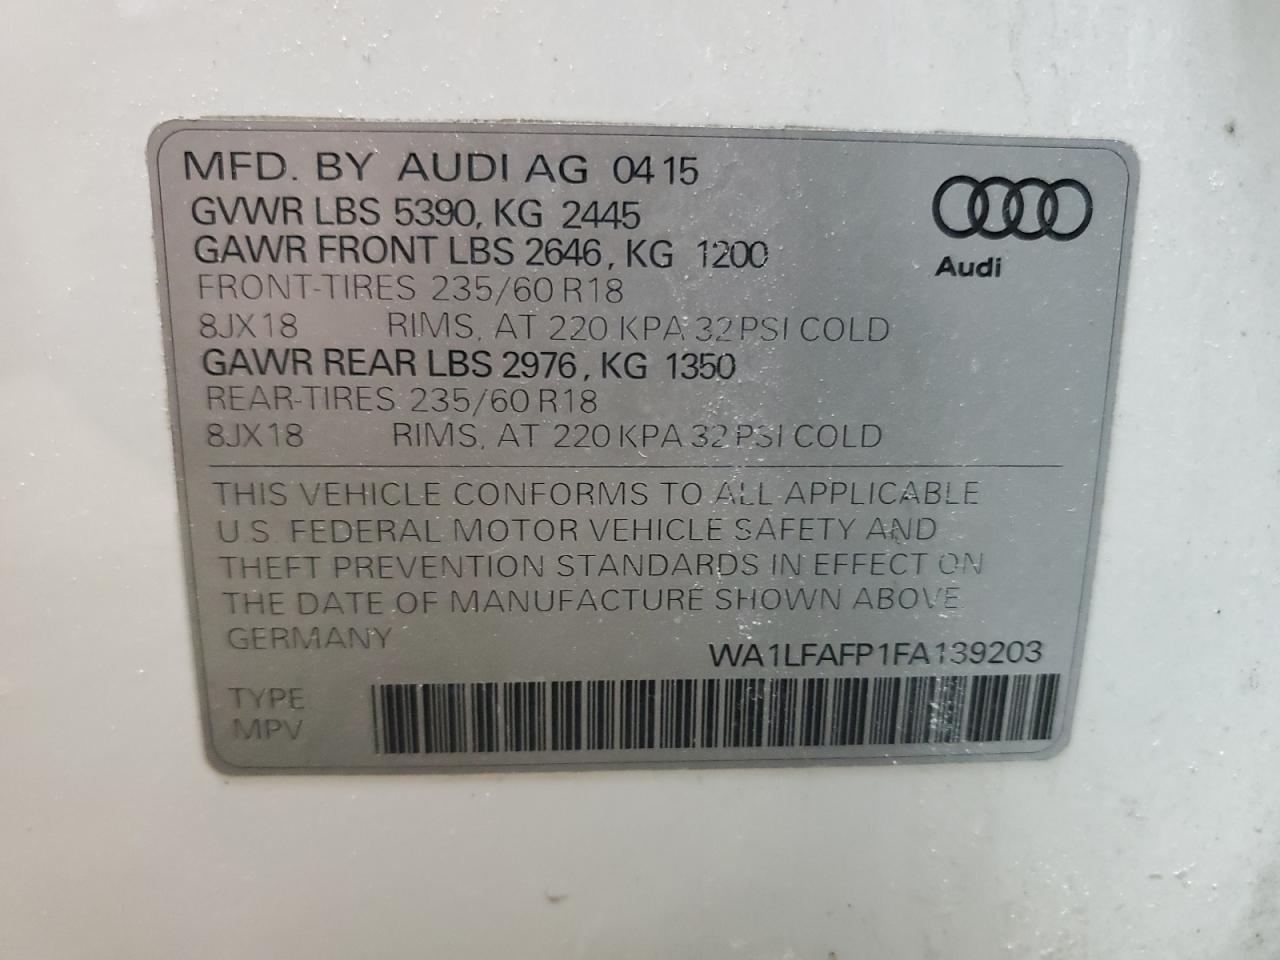 MFD. BY AUDI AG 04 15
GVWR LBS 5390, KG 2445
GAWR FRONT LBS 2646, KG 1200
FRONT-TIRES 235/60 R18
8JX18 RIMS, AT 220 KPA 32 PSI COLD
GAWR REAR LBS 2976, KG 1350
REAR-TIRES 235/60 R18
8JX18 RIMS, AT 220 KPA 32 PSI COLD
Audi
THIS VEHICLE CONFORMS TO ALL APPLICABLE
U.S. FEDERAL MOTOR VEHICLE SAFETY AND
THEFT PREVENTION STANDARDS IN EFFECT ON
THE DATE OF MANUFACTURE SHOWN ABOVE
GERMANY
WA1LFAFP1FA139203
TYPE
MPV